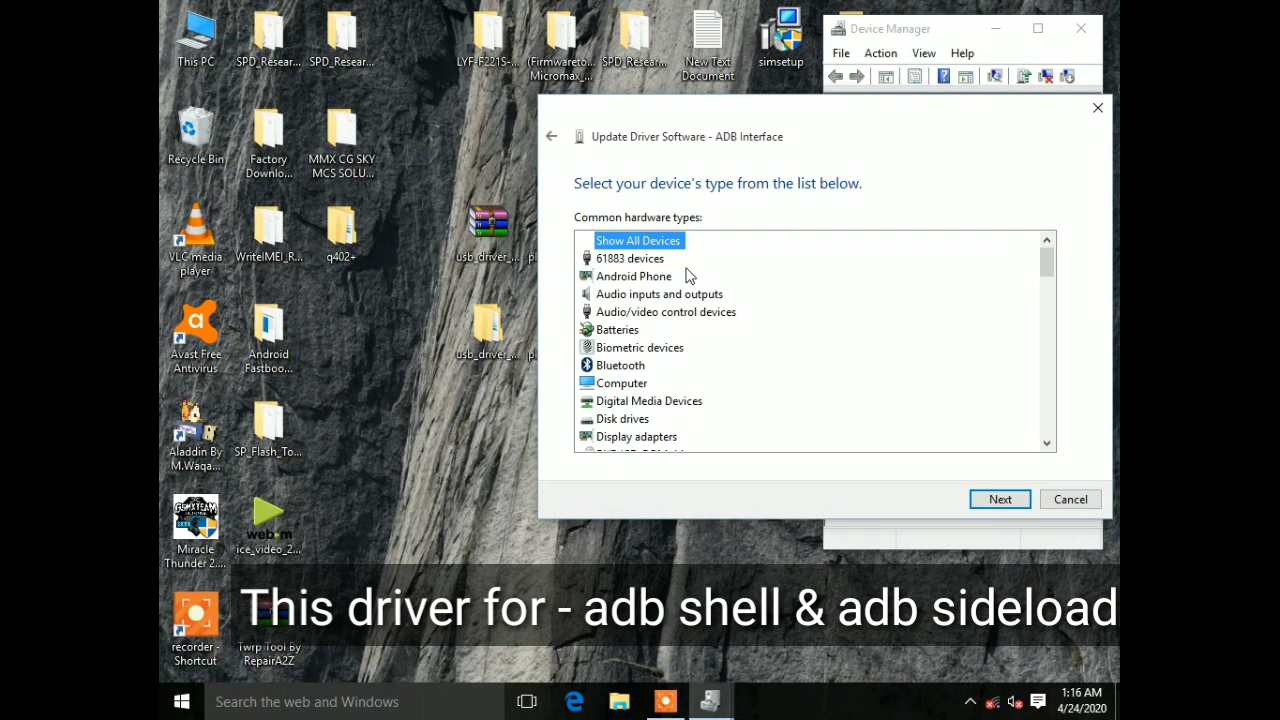 This PC
SPD_Resear...
SPD_Resear...
LYF-F221S-...
(Firmwareto...
Micromax_...
SPD_Resear...
New Text
Document
simsetup
Device Manager
File Action View Help
Recycle Bin
Factory
Downlo...
MMX CG SKY
MCS SOLU...
Update Driver Software - ADB Interface
Select your device's type from the list below.
Common hardware types:
Show All Devices
61883 devices
Android Phone
Audio inputs and outputs
Audio/video control devices
Batteries
Biometric devices
Bluetooth
Computer
Digital Media Devices
Disk drives
Display adapters
Next
Cancel
VLC media
player
WriteIMEI_R...
q402+
usb_driver_...
Avast Free
Antivirus
Android
Fastboo...
usb_driver_...
Aladdin By
M.Waqa...
SP_Flash_To...
Miracle
Thunder 2....
webm
ice_video_2...
This driver for - adb shell & adb sideload
recorder -
Shortcut
Twrp Tool By
RepairA2Z
Search the web and Windows
1:16 AM
4/24/2020